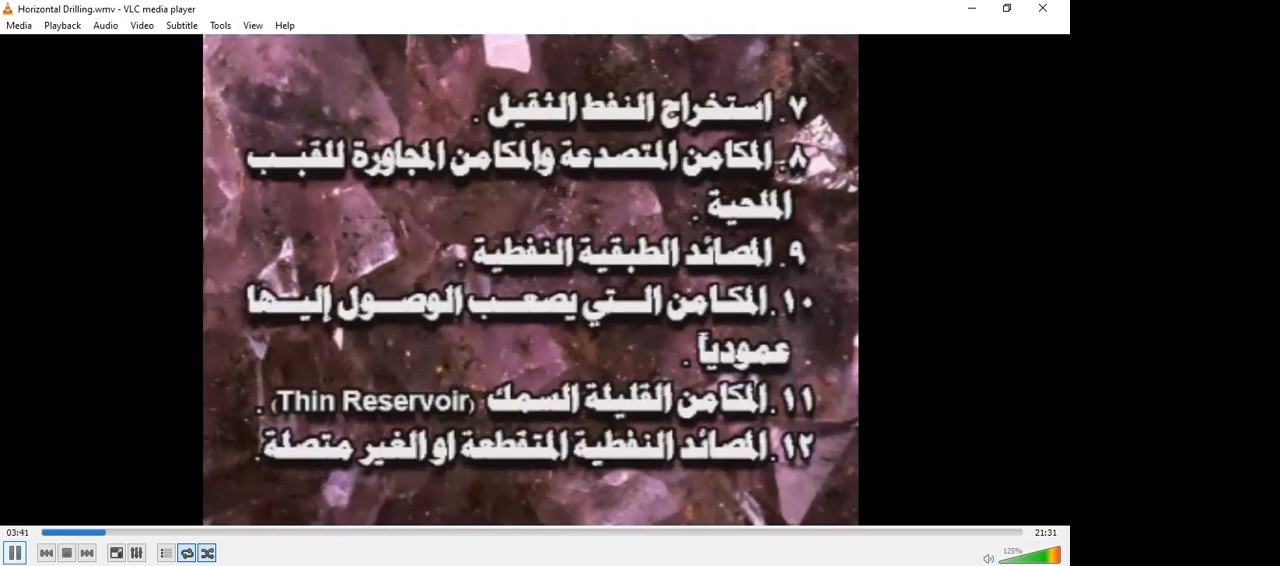 Horizontal Drilling.wmv - VLC media player
Media Playback Audio Video Subtitle Tools View Help
٧. استخراج النفط الثقيل .
٨. المكامن المتصدعة والمكامن المجاورة للقبب
الملحية .
٩. المصائد الطبقية النفطية .
١٠. المكامن التي يصعب الوصول إليها
عمودياً .
١١. المكامن القليلة السمك (Thin Reservoir) .
١٢. المصائد النفطية المتقطعة او الغير متصلة.
03:41 21:31
125%